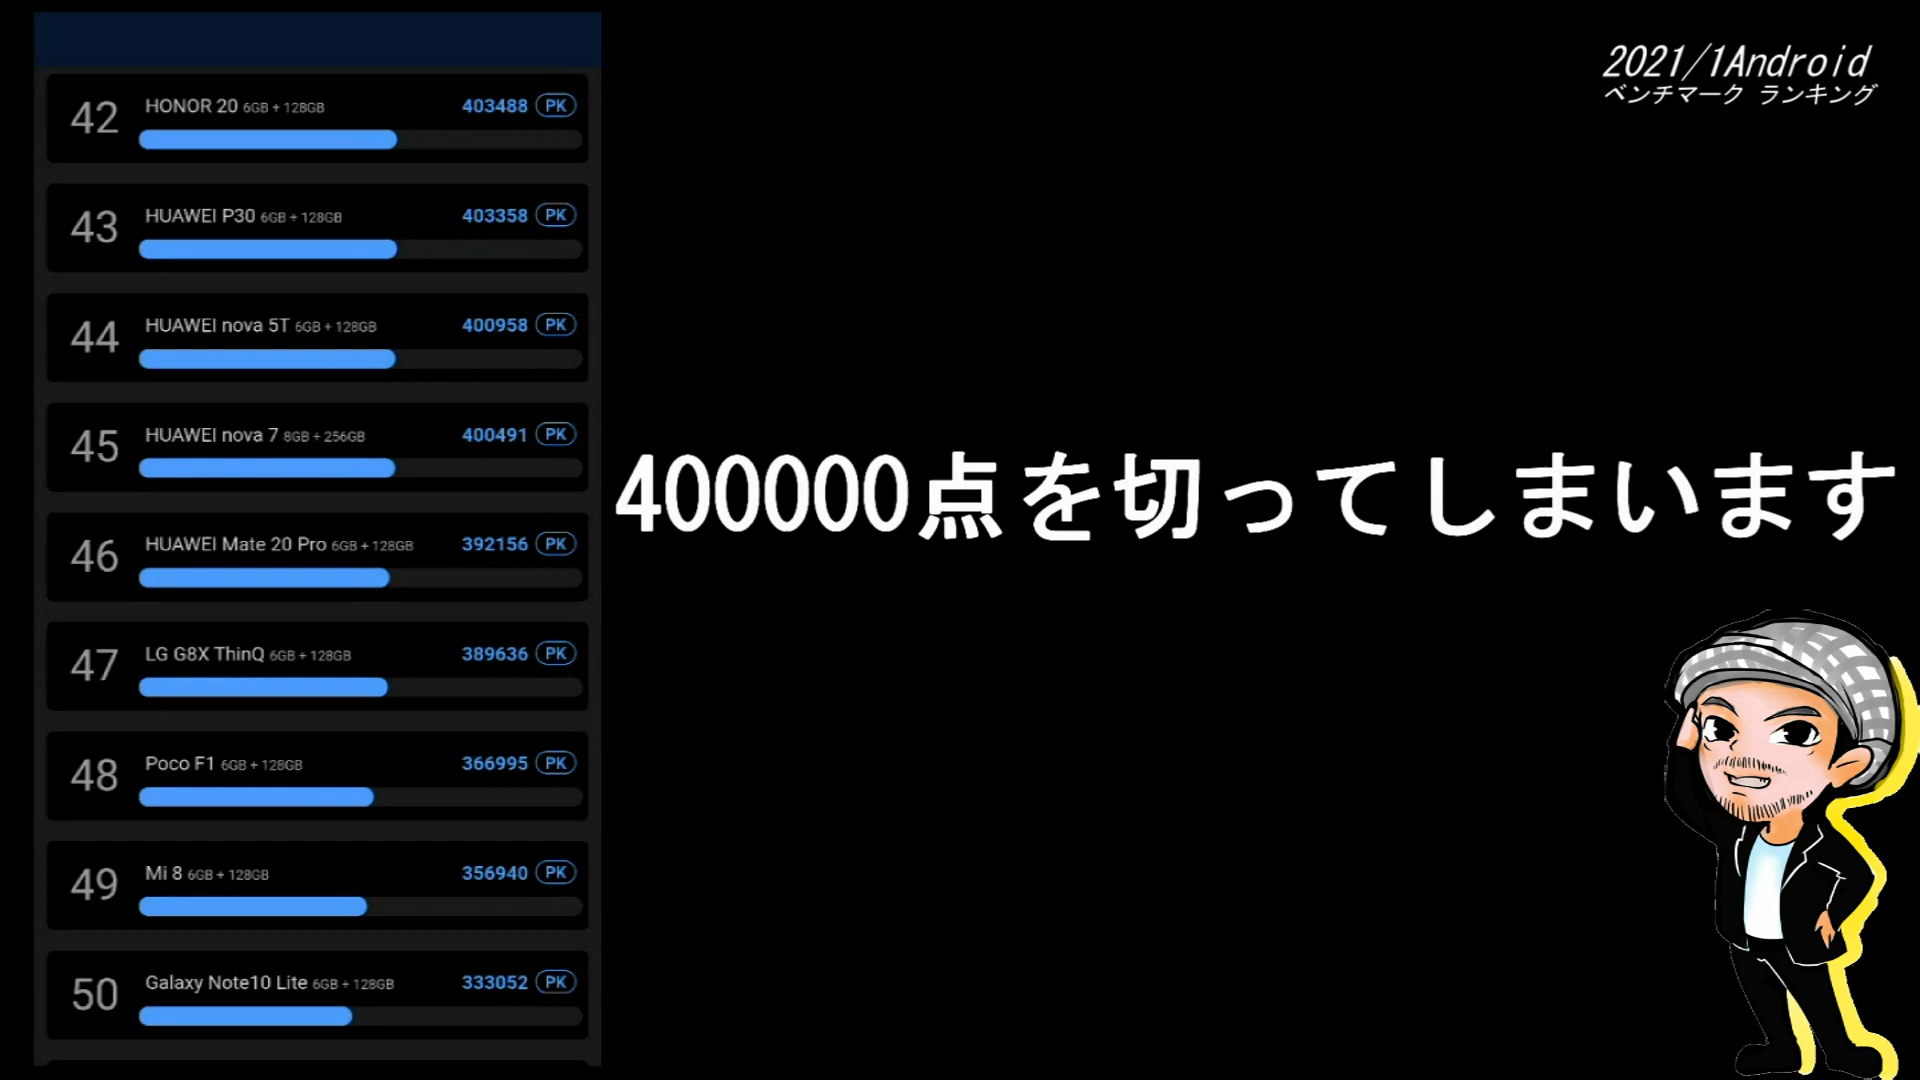 42 HONOR 20 6GB + 128GB 403488 PK
43 HUAWEI P30 6GB + 128GB 403358 PK
44 HUAWEI nova 5T 6GB + 128GB 400958 PK
45 HUAWEI nova 7 8GB + 256GB 400491 PK
46 HUAWEI Mate 20 Pro 6GB + 128GB 392156 PK
47 LG G8X ThinQ 6GB + 128GB 389636 PK
48 Poco F1 6GB + 128GB 366995 PK
49 Mi 8 6GB + 128GB 356940 PK
50 Galaxy Note10 Lite 6GB + 128GB 333052 PK
2021/1Android
ベンチマーク ランキング
400000点を切ってしまいます